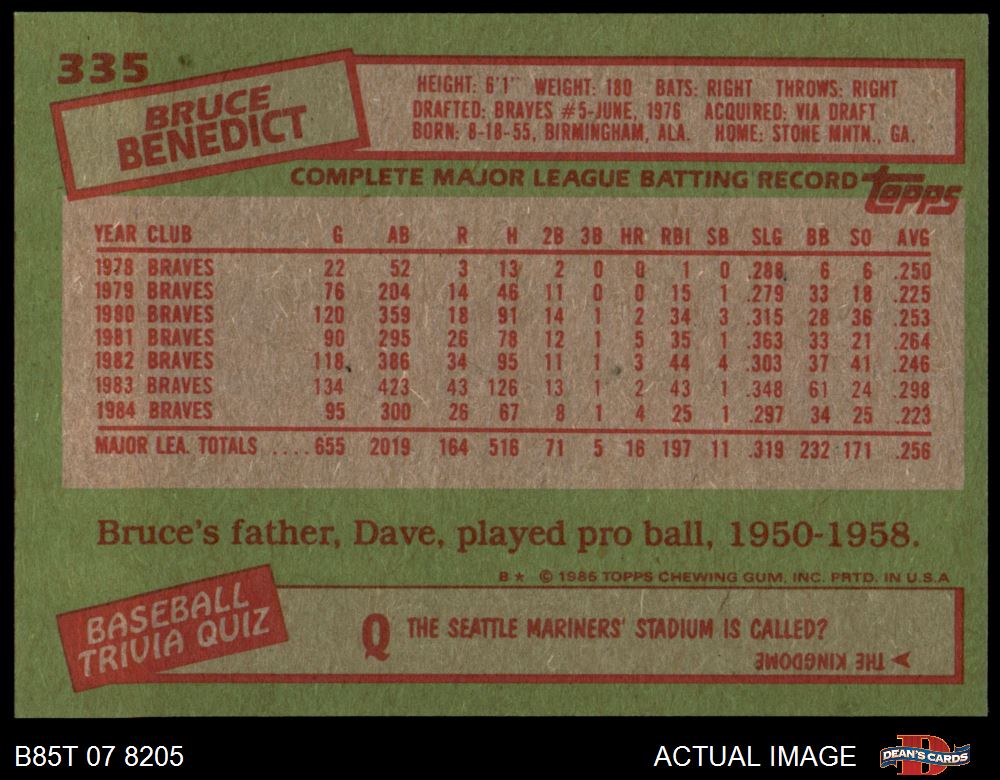 335
BRUCE
BENEDICT
HEIGHT: 6'1" WEIGHT: 180 BATS: RIGHT THROWS: RIGHT
DRAFTED: BRAVES #5-JUNE, 1976 ACQUIRED: VIA DRAFT
BORN: 8-18-55, BIRMINGHAM, ALA. HOME: STONE MNTN., GA.
COMPLETE MAJOR LEAGUE BATTING RECORD topps
YEAR CLUB G AB R H 2B 3B HR RBI SB SLG BB SO AVG
1978 BRAVES 22 52 3 13 2 0 0 1 0 .288 6 6 .250
1979 BRAVES 76 204 14 46 11 0 0 15 1 .279 33 18 .225
1980 BRAVES 120 359 18 91 14 1 2 34 3 .315 28 36 .253
1981 BRAVES 90 295 26 78 12 1 5 35 1 .363 33 21 .264
1982 BRAVES 118 386 34 95 11 1 3 44 4 .303 37 41 .246
1983 BRAVES 134 423 43 126 13 1 2 43 1 .348 61 24 .298
1984 BRAVES 95 300 26 67 8 1 4 25 1 .297 34 25 .223
MAJOR LEA. TOTALS ....655 2019 164 516 71 5 16 197 11 .319 232 171 .256
Bruce's father, Dave, played pro ball, 1950-1958.
B* © 1985 TOPPS CHEWING GUM, INC. PRTD. IN U.S.A
BASEBALL
TRIVIA QUIZ
Q THE SEATTLE MARINERS' STADIUM IS CALLED?
THE KINGDOME
B85T 07 8205 ACTUAL IMAGE DEAN'S CARDS